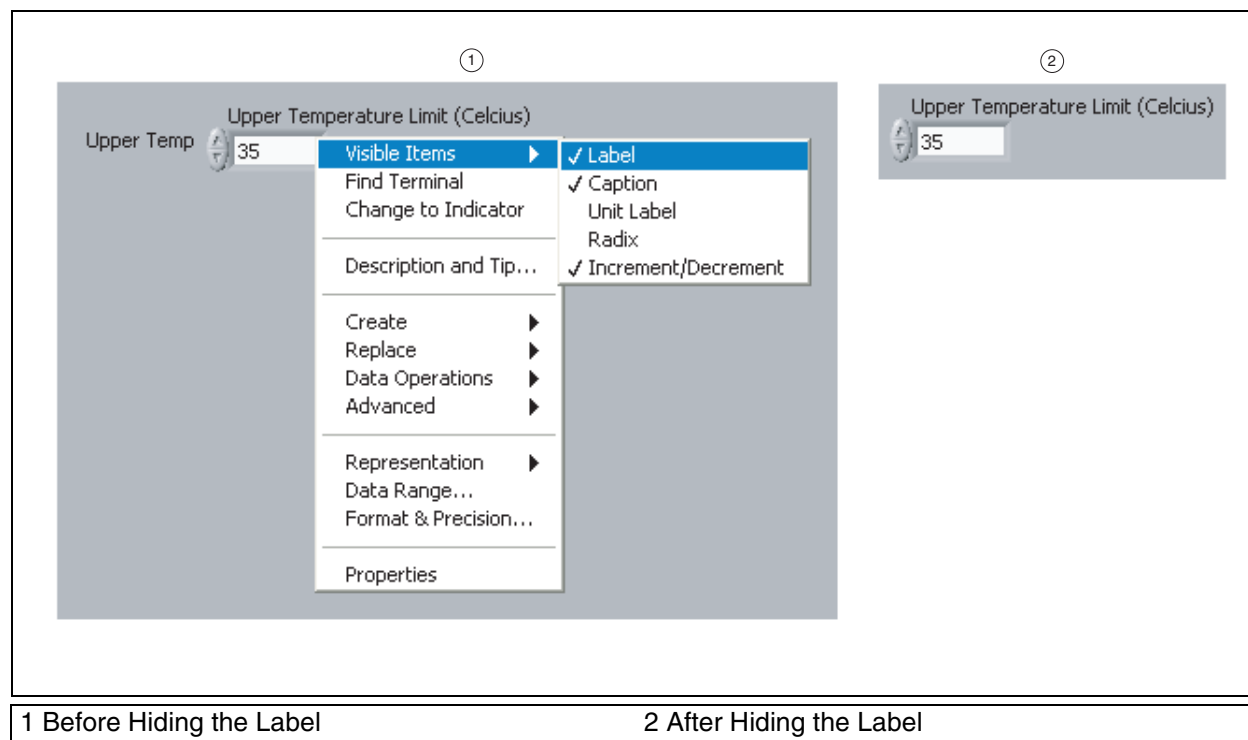 1
2
Upper Temperature Limit (Celcius)
Upper Temp
35
Visible Items
Find Terminal
Change to Indicator
Description and Tip...
Create
Replace
Data Operations
Advanced
Representation
Data Range...
Format & Precision...
Properties
Label
Caption
Unit Label
Radix
Increment/Decrement
Upper Temperature Limit (Celcius)
35
1 Before Hiding the Label
2 After Hiding the Label